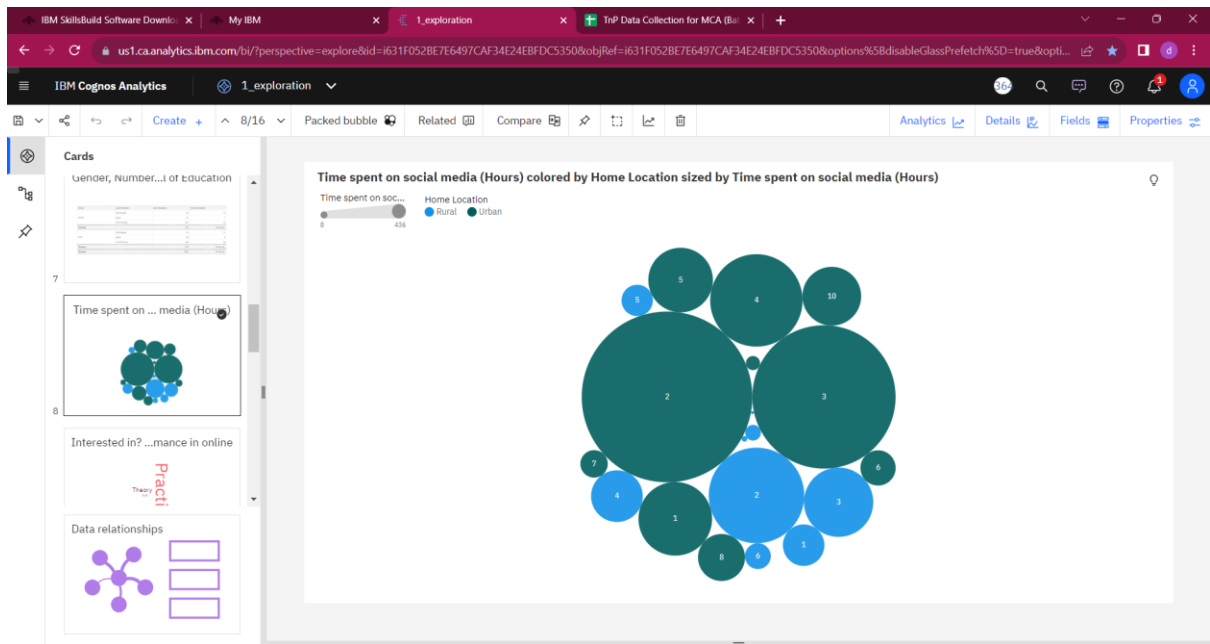 IBM SkillsBuild Software Downlo:
My IBM
1_exploration
TnP Data Collection for MCA (Bat
us1.ca.analytics.ibm.com/bi/?perspective=explore&id=i631F052BE7E6497CAF34E24EBFDC5350&objRef=i631F052BE7E6497CAF34E24EBFDC5350&options%5BdisableGlassPrefetch%5D=true&opti...
d
IBM Cognos Analytics
1_exploration
364
1
Create +
8/16
Packed bubble
Related
Compare
Analytics
Details
Fields
Properties
Cards
Gender, Number...l of Education
7
Time spent on ... media (Hours)
8
Interested in? ...mance in online
Theory
Practi
Data relationships
Time spent on social media (Hours) colored by Home Location sized by Time spent on social media (Hours)
Time spent on soc...
8
436
Home Location
Rural
Urban
5
5
4
10
2
3
7
4
6
2
3
1
8
6
1